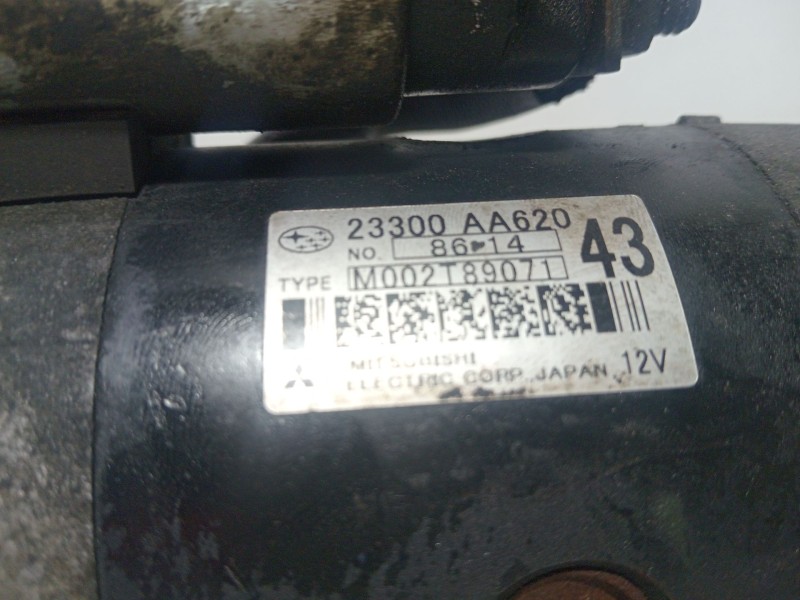 23300 AA620
NO. 86-14
43
TYPE M002T89071
MITSUBISHI
ELECTRIC CORP. JAPAN 12V